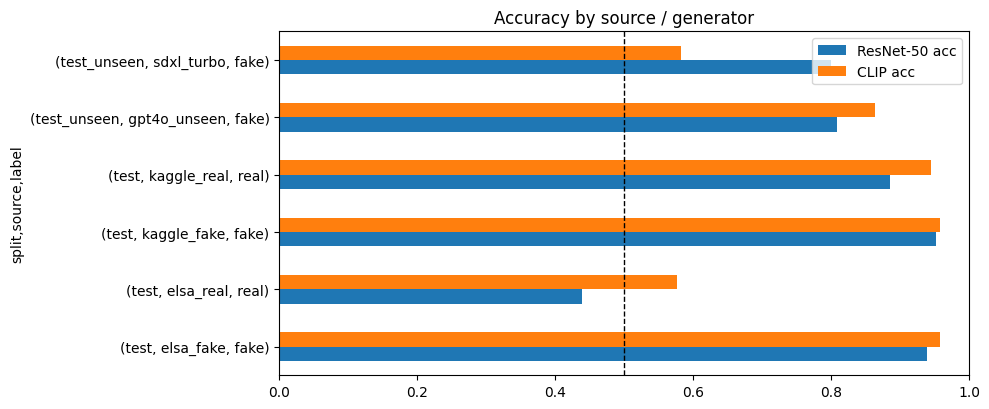 Accuracy by source / generator
ResNet-50 acc
CLIP acc
(test_unseen, sdxl_turbo, fake)
(test_unseen, gpt4o_unseen, fake)
(test, kaggle_real, real)
(test, kaggle_fake, fake)
(test, elsa_real, real)
(test, elsa_fake, fake)
split,source,label
0.0 0.2 0.4 0.6 0.8 1.0